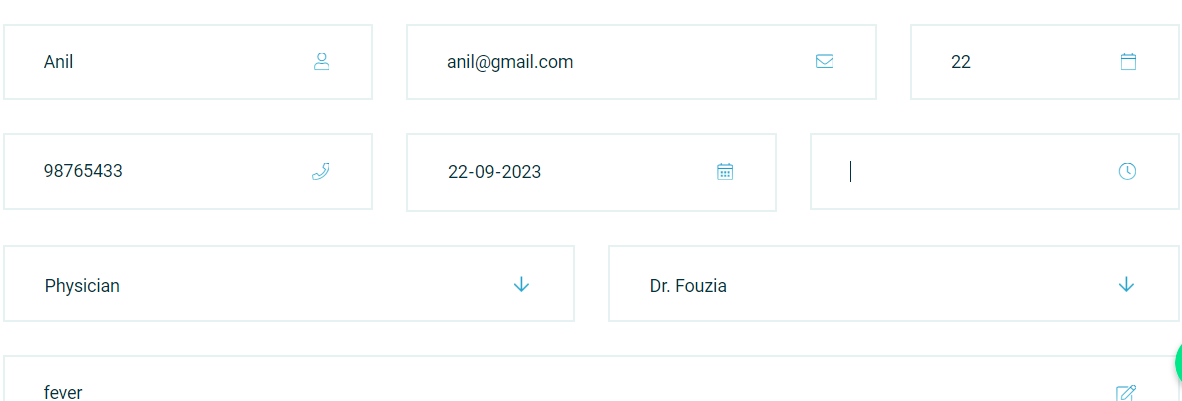 Anil
anil@gmail.com
22
98765433
22-09-2023
Physician
Dr. Fouzia
fever